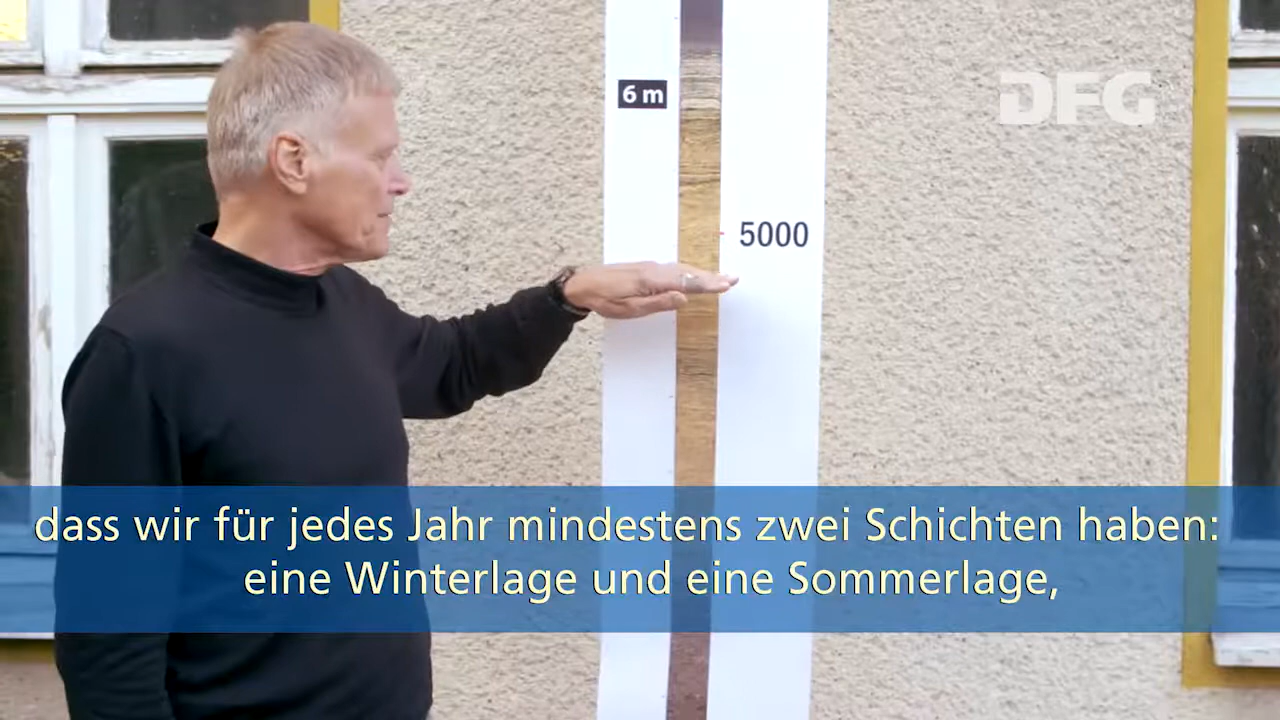 DFG
6 m
5000
dass wir für jedes Jahr mindestens zwei Schichten haben:
eine Winterlage und eine Sommerlage,